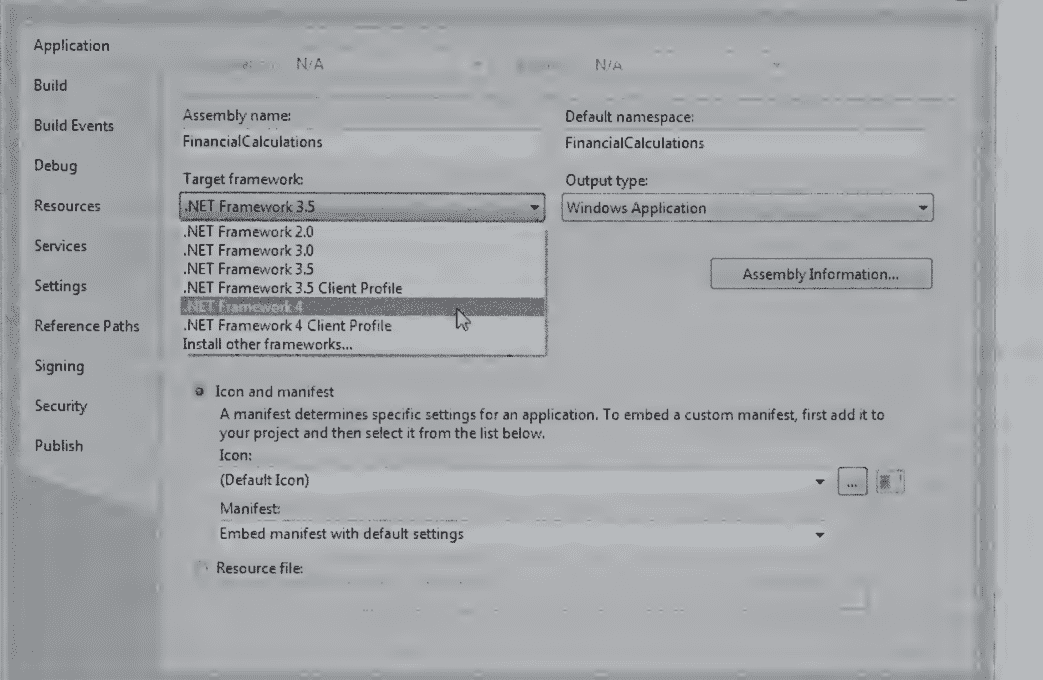 Application
N/A
N/A
Build
Assembly name:
Default namespace:
Build Events
FinancialCalculations
FinancialCalculations
Debug
Target framework:
Output type:
Resources
.NET Framework 3.5
Windows Application
.NET Framework 2.0
Services
.NET Framework 3.0
.NET Framework 3.5
Assembly Information...
Settings
.NET Framework 3.5 Client Profile
.NET Framework 4
Reference Paths
.NET Framework 4 Client Profile
Install other frameworks...
Signing
Icon and manifest
Security
A manifest determines specific settings for an application. To embed a custom manifest, first add it to
your project and then select it from the list below.
Publish
Icon:
(Default Icon)
...
Manifest:
Embed manifest with default settings
Resource file: